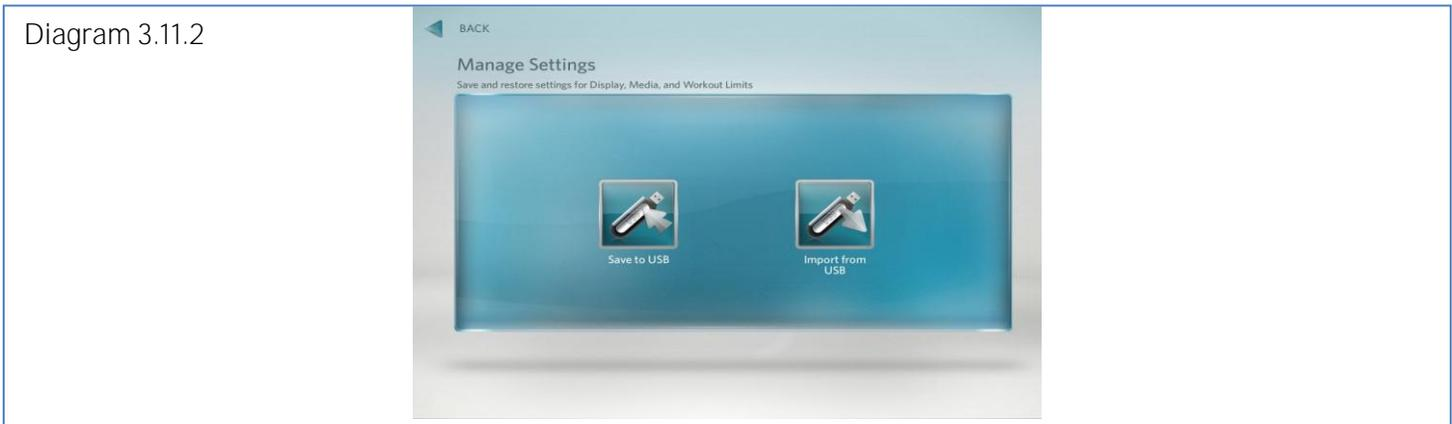 Diagram 3.11.2
BACK
Manage Settings
Save and restore settings for Display, Media, and Workout Limits
Save to USB
Import from
USB